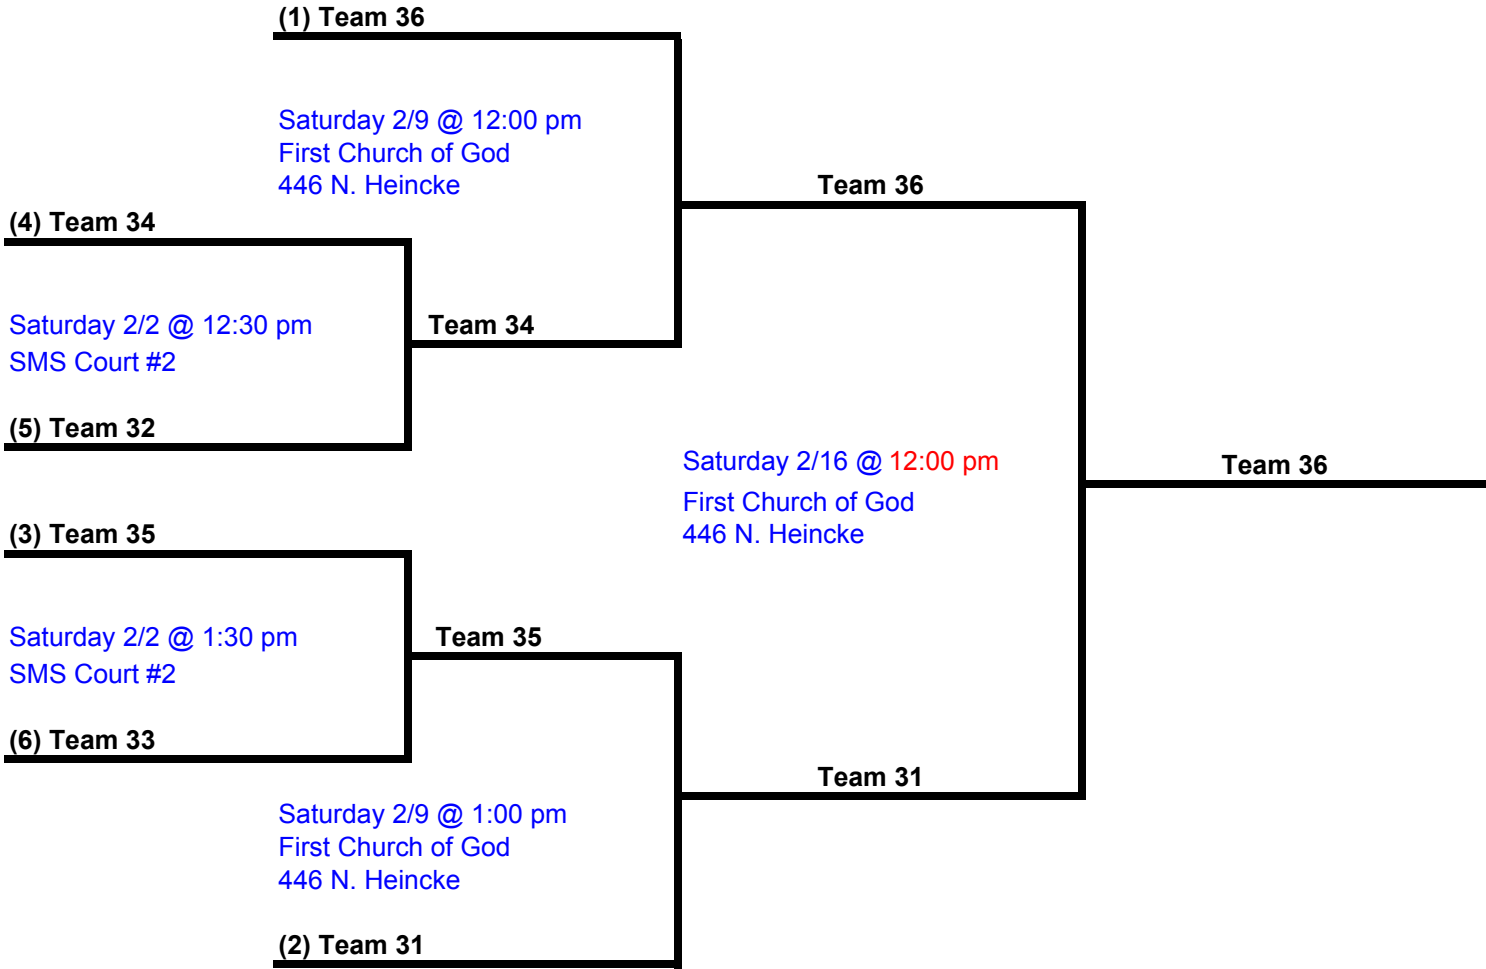 (1) Team 36
Saturday 2/9 @ 12:00 pm
First Church of God
446 N. Heincke
Team 36
(4) Team 34
Saturday 2/2 @ 12:30 pm
SMS Court #2
Team 34
(5) Team 32
Saturday 2/16 @ 12:00 pm
First Church of God
446 N. Heincke
Team 36
(3) Team 35
Saturday 2/2 @ 1:30 pm
SMS Court #2
Team 35
(6) Team 33
Team 31
Saturday 2/9 @ 1:00 pm
First Church of God
446 N. Heincke
(2) Team 31